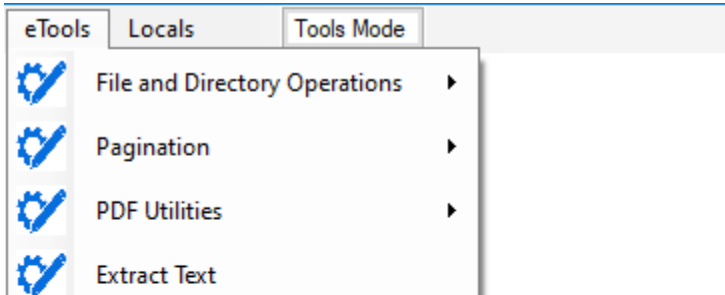 eTools Locals Tools Mode
File and Directory Operations
Pagination
PDF Utilities
Extract Text